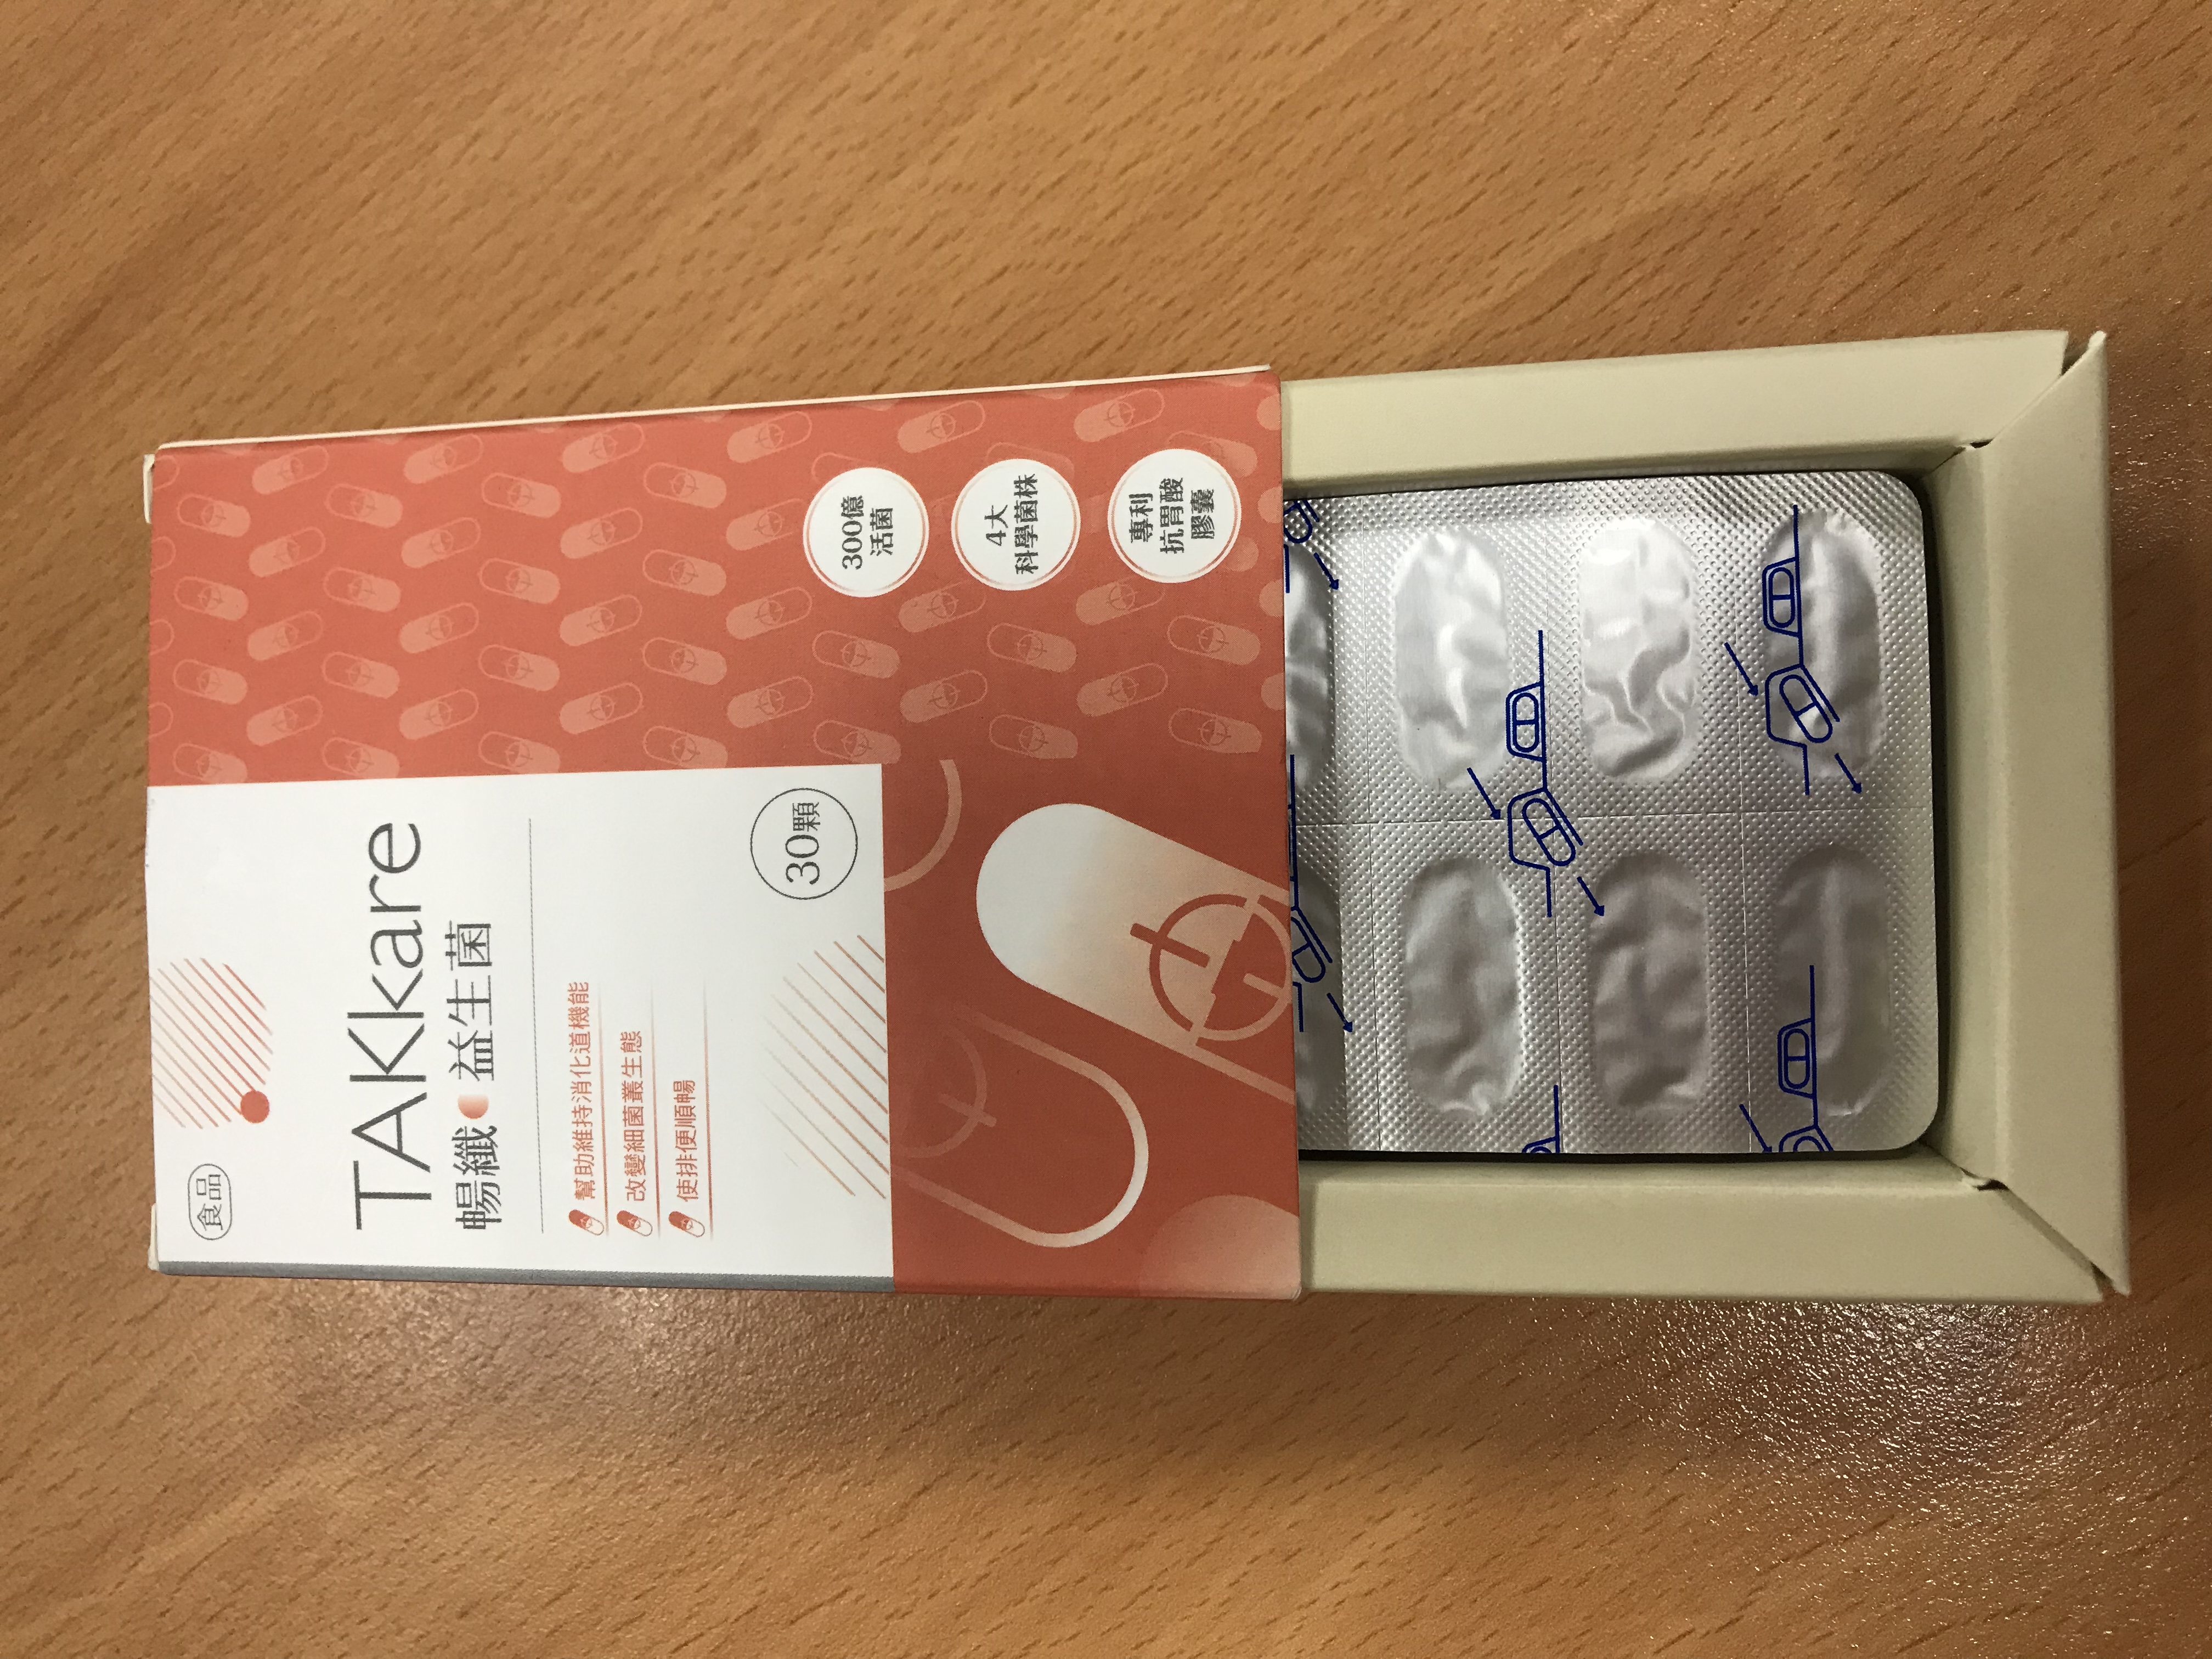 食品
TAKkare
暢纖 益生菌
幫助維持消化道機能
改變細菌叢生態
使排便順暢
30顆
300億
活菌
4大
科學菌株
專利
抗胃酸
膠囊